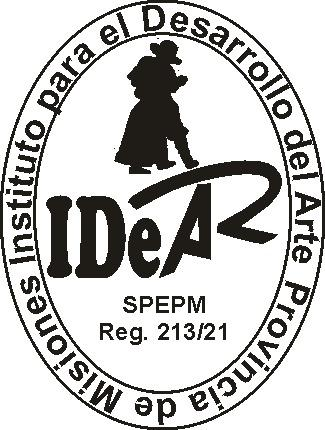 Instituto para el Desarrollo del Arte Provincia de Misiones
IDeAR
SPEPM
Reg. 213/21